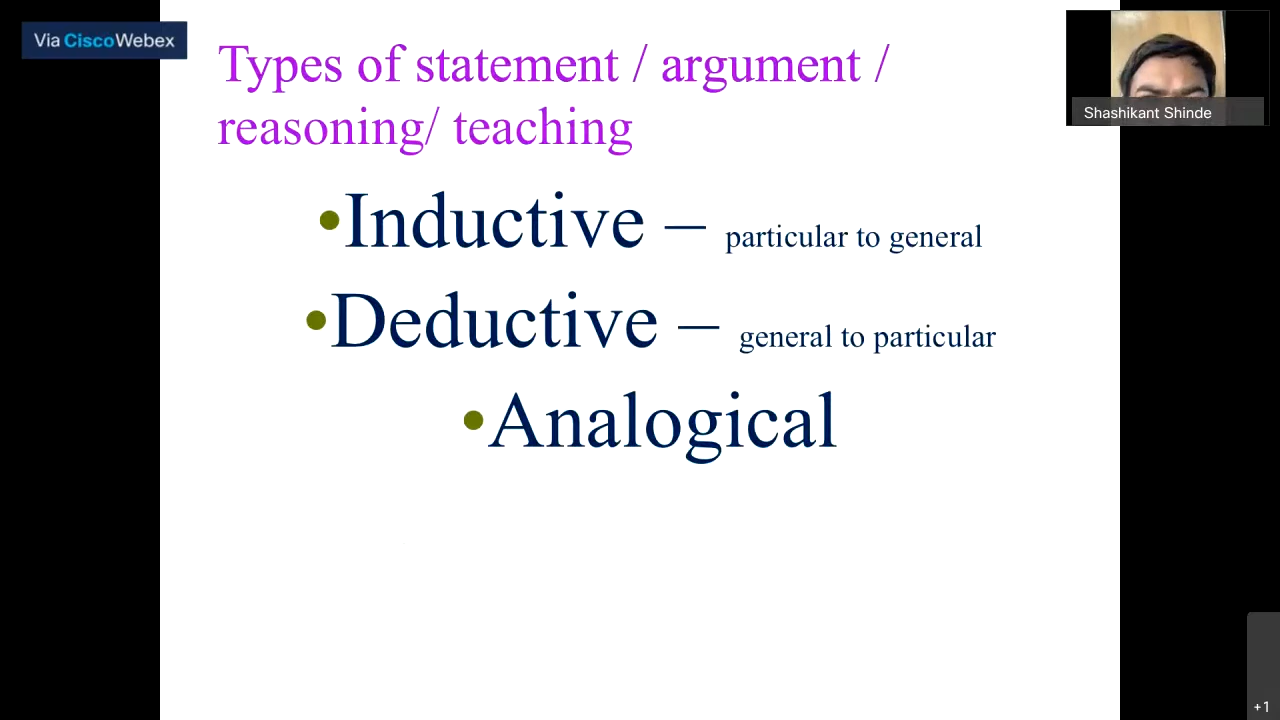 Via CiscoWebex
Types of statement / argument /
reasoning/ teaching
Shashikant Shinde
•Inductive – particular to general
•Deductive – general to particular
•Analogical
+1